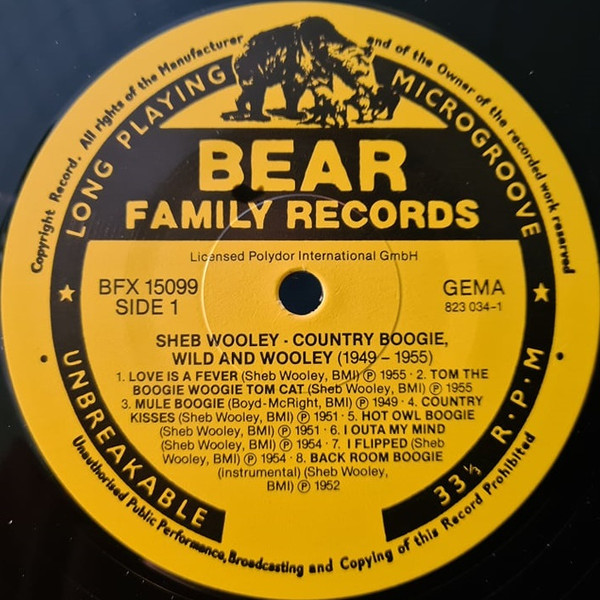 Copyright Record. All rights of the Manufacturer and of the Owner of the recorded work reserved
LONG PLAYING MICROGROOVE
BEAR
FAMILY RECORDS
Licensed Polydor International GmbH
BFX 15099
SIDE 1
GEMA
823 034-1
SHEB WOOLEY - COUNTRY BOOGIE,
WILD AND WOOLEY (1949 – 1955)
1. LOVE IS A FEVER (Sheb Wooley, BMI) Ⓟ 1955 · 2. TOM THE
BOOGIE WOOGIE TOM CAT (Sheb Wooley, BMI) Ⓟ 1955
3. MULE BOOGIE (Boyd-McRight, BMI) Ⓟ 1949 · 4. COUNTRY
KISSES (Sheb Wooley, BMI) Ⓟ 1951 · 5. HOT OWL BOOGIE
(Sheb Wooley, BMI) Ⓟ 1951 · 6. I OUTA MY MIND
(Sheb Wooley, BMI) Ⓟ 1954 · 7. I FLIPPED (Sheb
Wooley, BMI) Ⓟ 1954 · 8. BACK ROOM BOOGIE
(instrumental) (Sheb Wooley,
BMI) Ⓟ 1952
UNBREAKABLE
33⅓ R·P·M
Unauthorised Public Performance, Broadcasting and Copying of this Record Prohibited